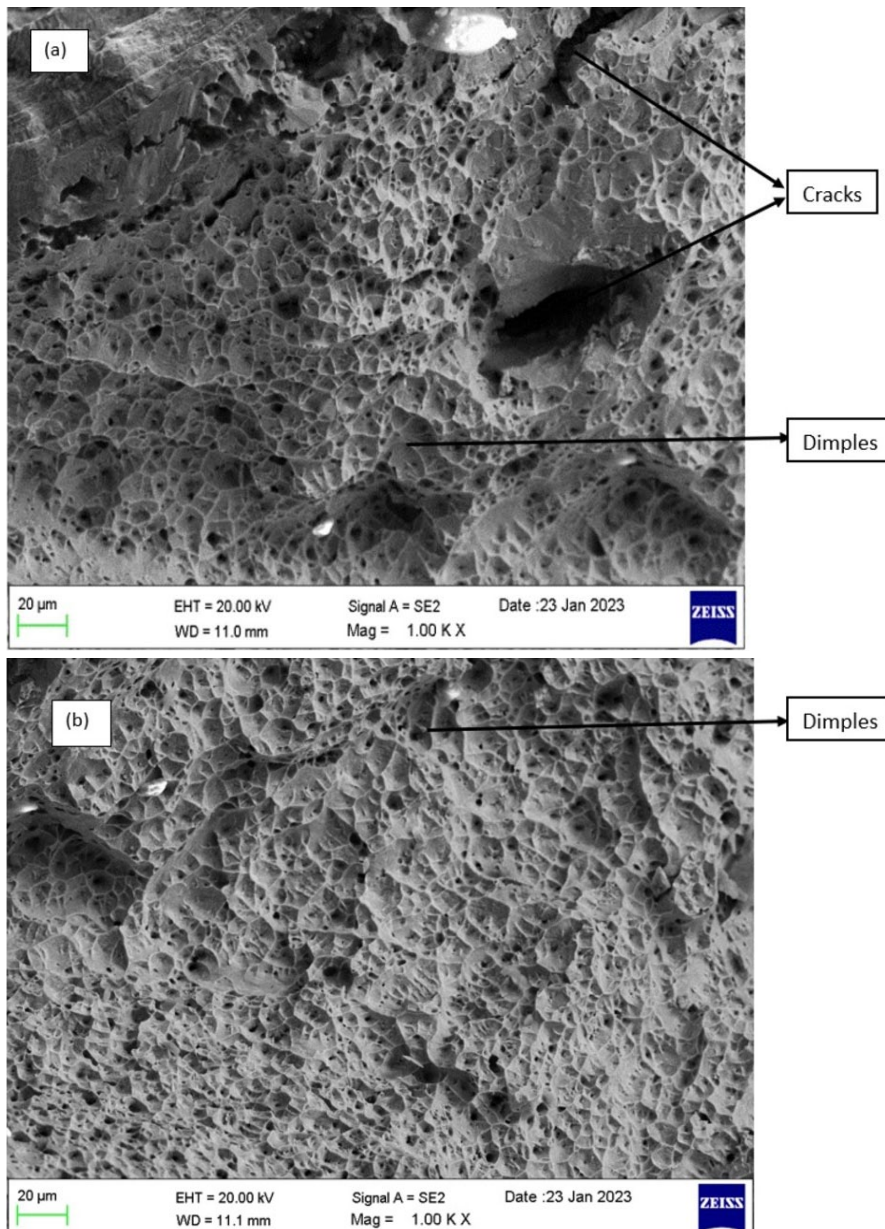 (a)
Cracks
Dimples
20 µm
EHT = 20.00 kV
Signal A = SE2
Date :23 Jan 2023
WD = 11.0 mm
Mag = 1.00 K X
ZEISS
(b)
Dimples
20 µm
EHT = 20.00 kV
Signal A = SE2
Date :23 Jan 2023
WD = 11.1 mm
Mag = 1.00 K X
ZEISS